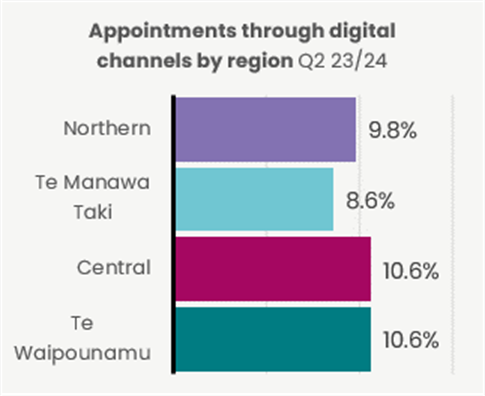 Appointments through digital
channels by region Q2 23/24
Northern
9.8%
Te Manawa
Taki
8.6%
Central
10.6%
Te
Waipounamu
10.6%